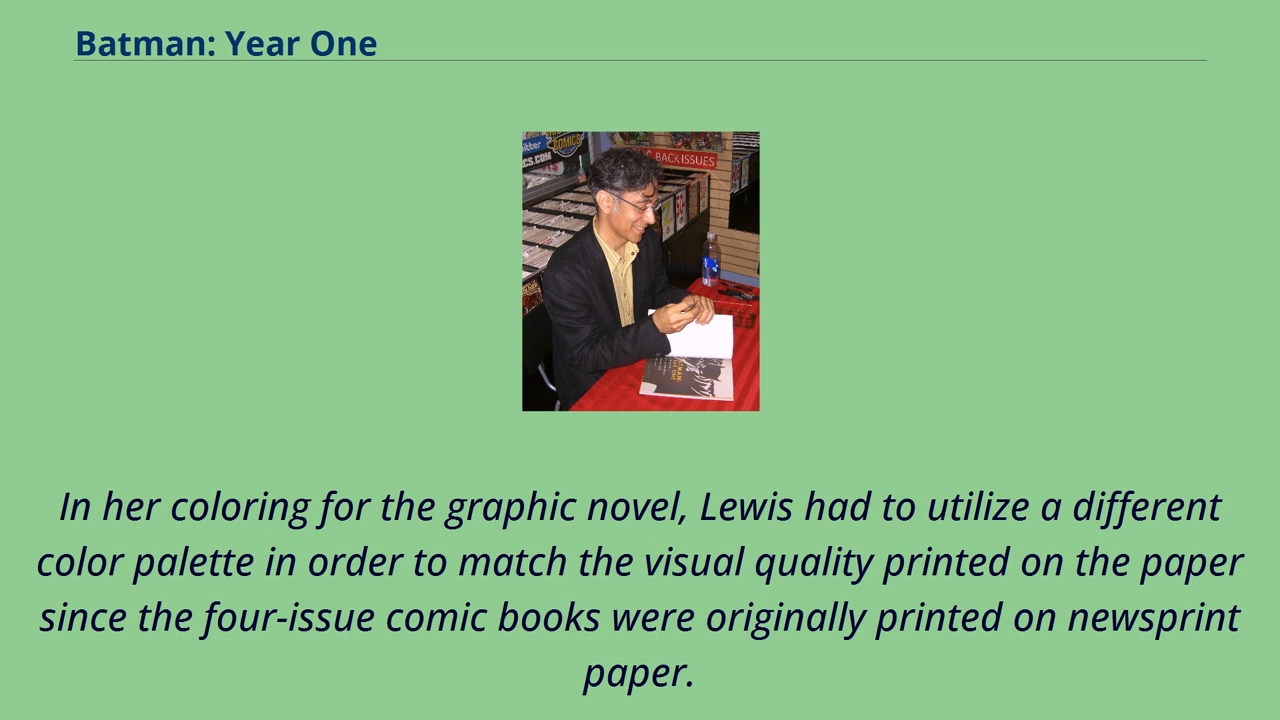 Batman: Year One
BACK ISSUES
COMICS
In her coloring for the graphic novel, Lewis had to utilize a different
color palette in order to match the visual quality printed on the paper
since the four-issue comic books were originally printed on newsprint
paper.